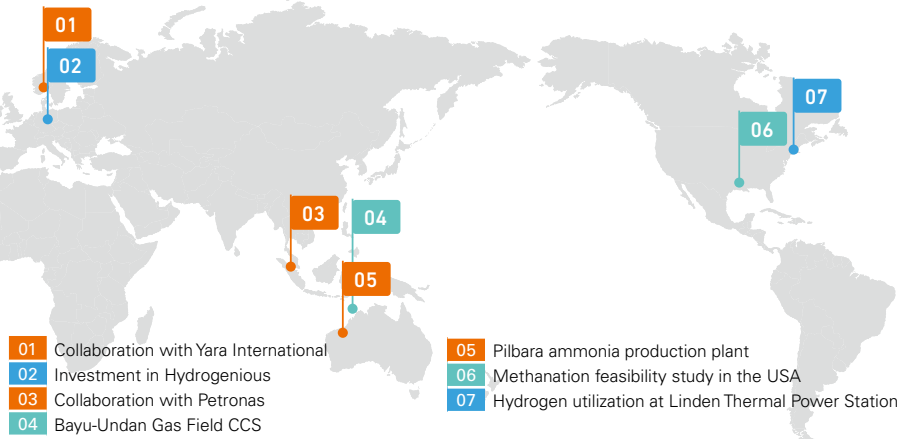 01
02
07
06
03
04
05
01 Collaboration with Yara International
02 Investment in Hydrogenious
03 Collaboration with Petronas
04 Bayu-Undan Gas Field CCS
05 Pilbara ammonia production plant
06 Methanation feasibility study in the USA
07 Hydrogen utilization at Linden Thermal Power Station